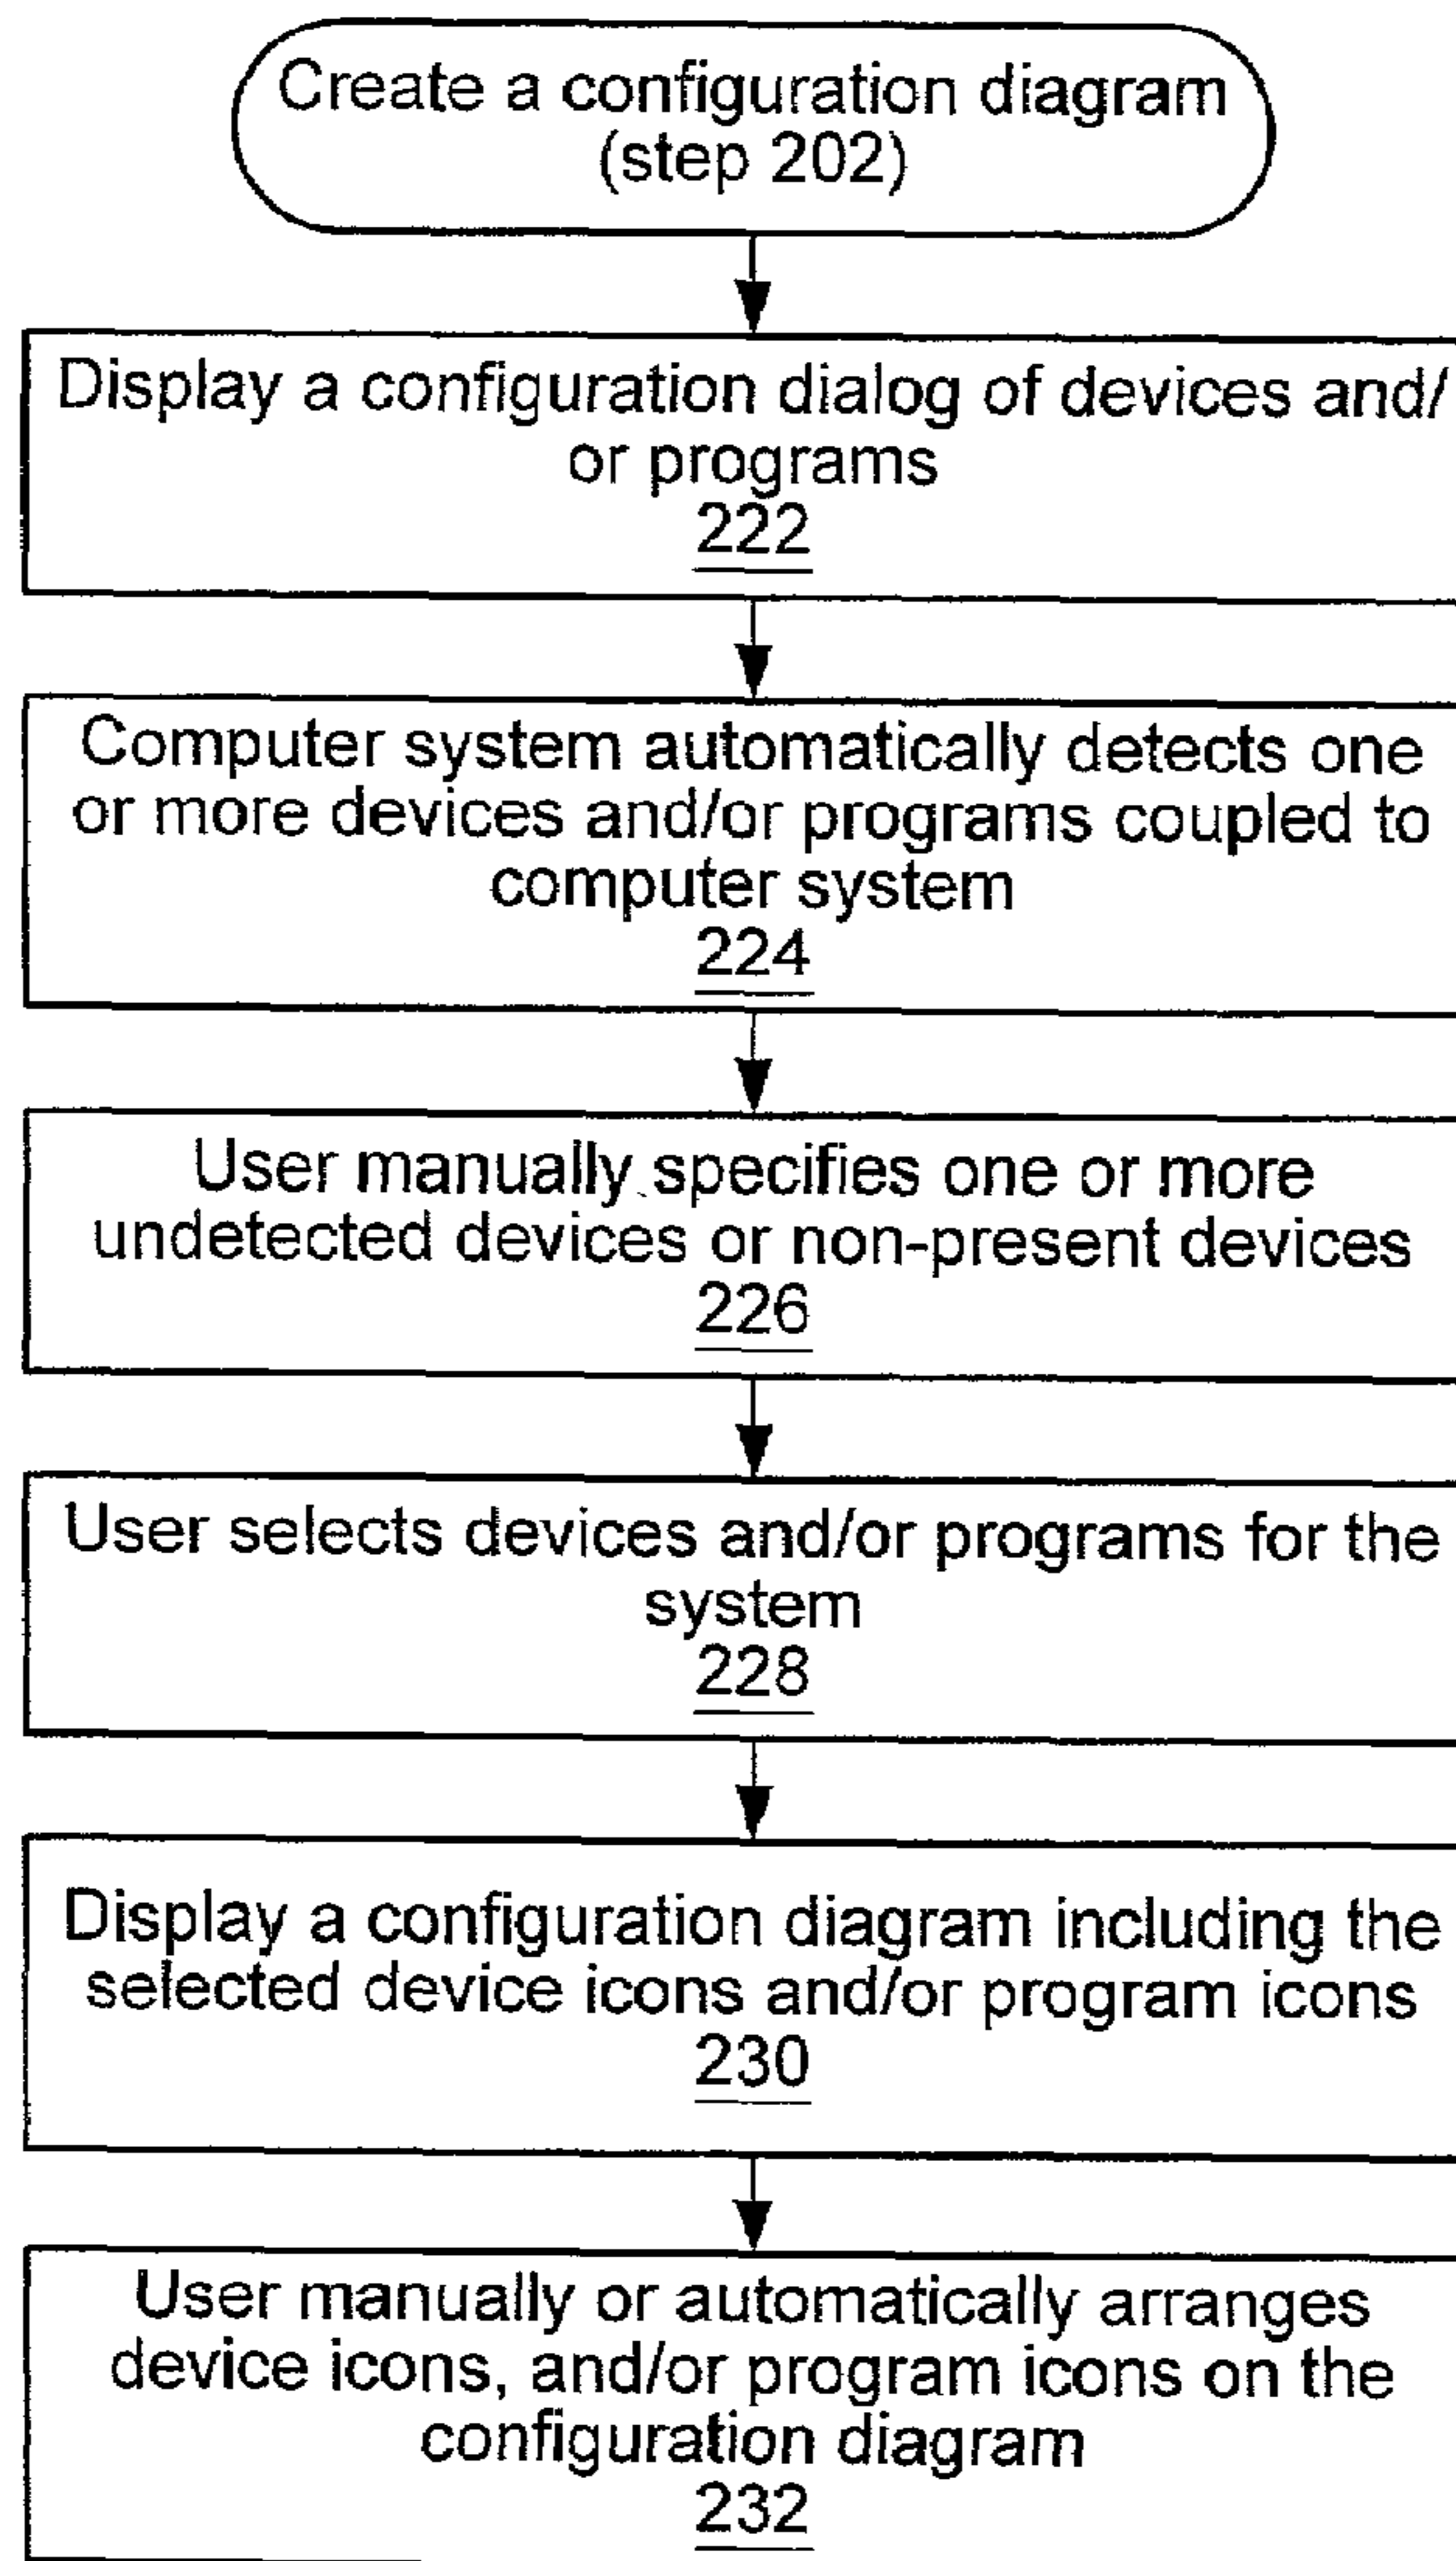 Create a configuration diagram
(step 202)
Display a configuration dialog of devices and/
or programs
222
Computer system automatically detects one
or more devices and/or programs coupled to
computer system
224
User manually specifies one or more
undetected devices or non-present devices
226
User selects devices and/or programs for the
system
228
Display a configuration diagram including the
selected device icons and/or program icons
230
User manually or automatically arranges
device icons, and/or program icons on the
configuration diagram
232